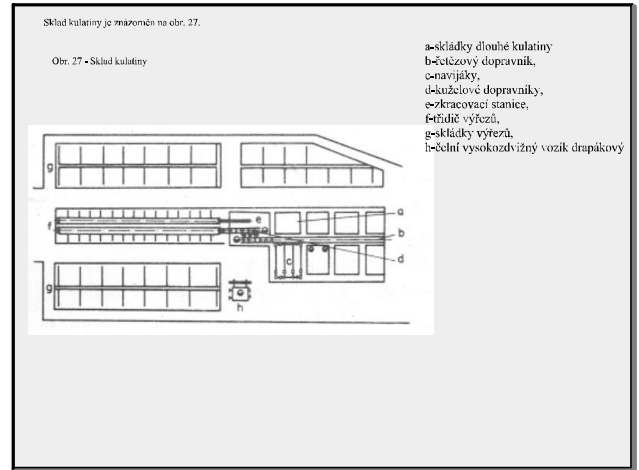 Sklad kulatiny je znázorněn na obr. 27.
Obr. 27 - Sklad kulatiny
a-skládky dlouhé kulatiny
b-řetězový dopravník,
c-navijáky,
d-kuželové dopravníky,
e-zkracovací stanice,
f-třídič výřezů,
g-skládky výřezů,
h-čelní vysokozdvižný vozík drapákový
g
f
e
a
b
d
c
g
h